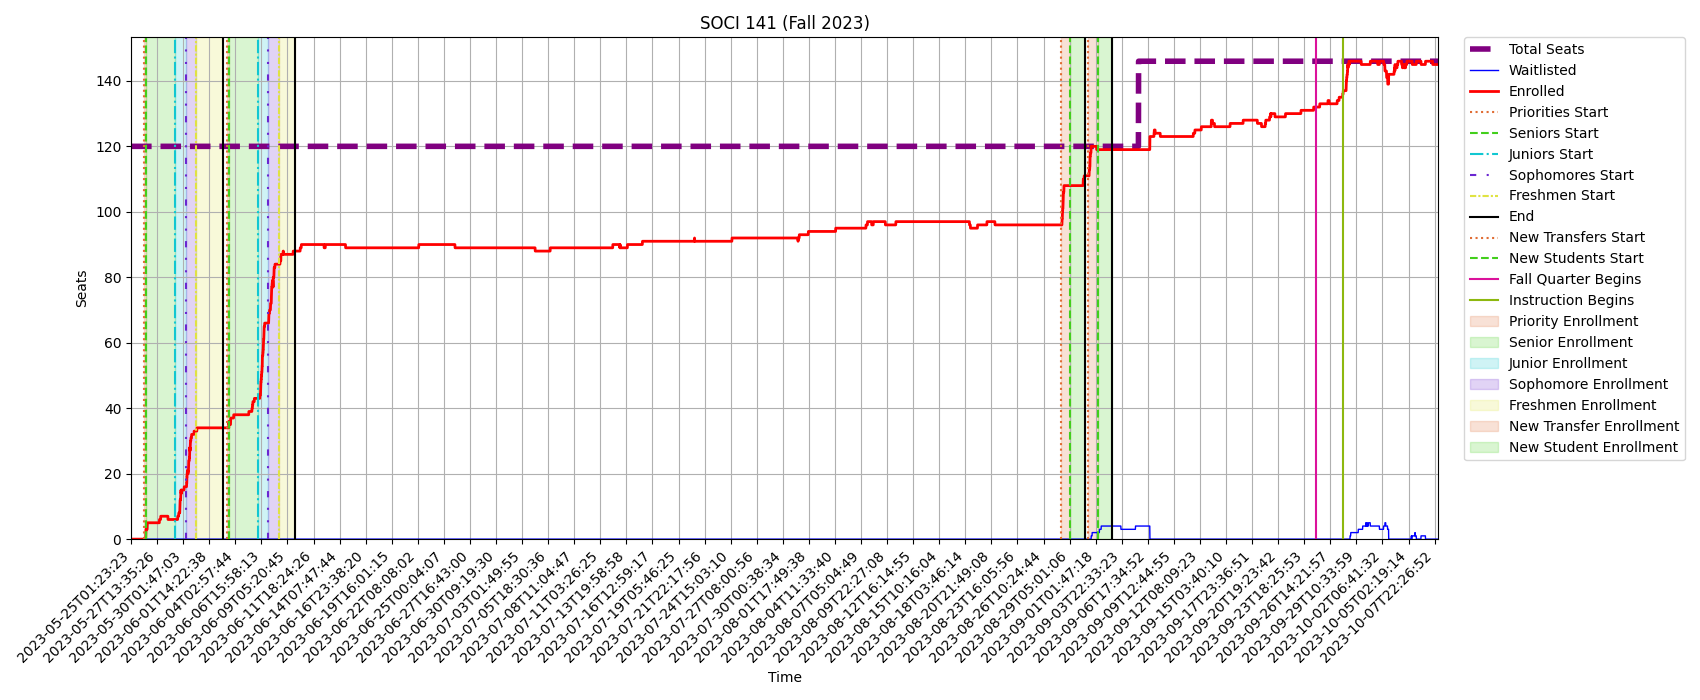 SOCI 141 (Fall 2023)
Seats
140
120
100
80
60
40
20
0
2023-05-25T01:23:23
2023-05-27T13:35:26
2023-05-30T01:47:03
2023-06-01T14:22:38
2023-06-04T02:57:44
2023-06-06T15:58:13
2023-06-09T05:20:45
2023-06-11T18:24:26
2023-06-14T07:47:44
2023-06-16T23:38:20
2023-06-19T16:01:15
2023-06-22T08:08:02
2023-06-25T00:04:07
2023-06-27T16:43:00
2023-06-30T09:19:30
2023-07-03T01:49:55
2023-07-05T18:30:36
2023-07-08T11:04:47
2023-07-11T03:26:25
2023-07-13T19:58:58
2023-07-16T12:59:17
2023-07-19T05:46:25
2023-07-21T22:17:56
2023-07-24T15:03:10
2023-07-27T08:00:56
2023-07-30T00:38:34
2023-08-01T17:49:38
2023-08-04T11:33:40
2023-08-07T05:04:49
2023-08-09T22:27:08
2023-08-12T16:14:55
2023-08-15T10:16:04
2023-08-18T03:46:14
2023-08-20T21:49:08
2023-08-23T16:05:56
2023-08-26T10:24:44
2023-08-29T05:01:06
2023-09-01T01:47:18
2023-09-03T22:33:23
2023-09-06T17:34:52
2023-09-09T12:44:55
2023-09-12T08:09:23
2023-09-15T03:40:10
2023-09-17T23:36:51
2023-09-20T19:23:42
2023-09-23T18:25:53
2023-09-26T14:21:57
2023-09-29T10:33:59
2023-10-02T06:41:32
2023-10-05T02:19:14
2023-10-07T22:26:52
Time
Total Seats
Waitlisted
Enrolled
Priorities Start
Seniors Start
Juniors Start
Sophomores Start
Freshmen Start
End
New Transfers Start
New Students Start
Fall Quarter Begins
Instruction Begins
Priority Enrollment
Senior Enrollment
Junior Enrollment
Sophomore Enrollment
Freshmen Enrollment
New Transfer Enrollment
New Student Enrollment